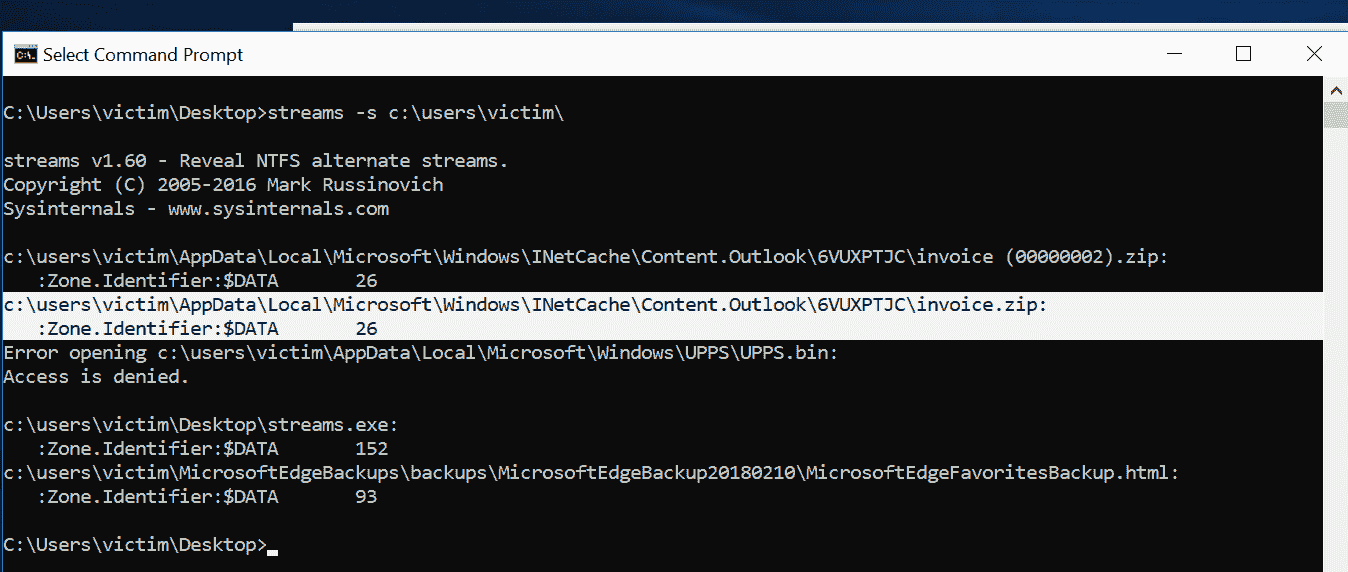 Select Command Prompt
C:\Users\victim\Desktop>streams -s c:\users\victim\
streams v1.60 - Reveal NTFS alternate streams.
Copyright (C) 2005-2016 Mark Russinovich
Sysinternals - www.sysinternals.com
c:\users\victim\AppData\Local\Microsoft\Windows\INetCache\Content.Outlook\6VUXPTJC\invoice (00000002).zip:
:Zone.Identifier:$DATA 26
c:\users\victim\AppData\Local\Microsoft\Windows\INetCache\Content.Outlook\6VUXPTJC\invoice.zip:
:Zone.Identifier:$DATA 26
Error opening c:\users\victim\AppData\Local\Microsoft\Windows\UPPS\UPPS.bin:
Access is denied.
c:\users\victim\Desktop\streams.exe:
:Zone.Identifier:$DATA 152
c:\users\victim\MicrosoftEdgeBackups\backups\MicrosoftEdgeBackup20180210\MicrosoftEdgeFavoritesBackup.html:
:Zone.Identifier:$DATA 93
C:\Users\victim\Desktop>